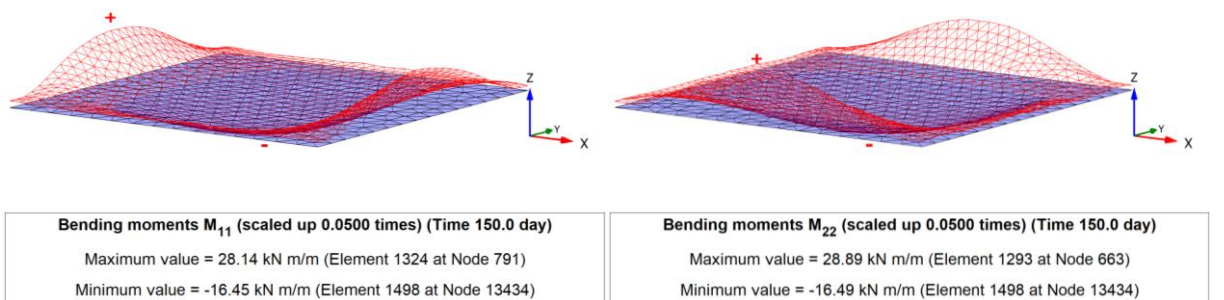 +
Z
Y
X
-
+
Z
Y
X
-
Bending moments M11 (scaled up 0.0500 times) (Time 150.0 day)
Maximum value = 28.14 kN m/m (Element 1324 at Node 791)
Minimum value = -16.45 kN m/m (Element 1498 at Node 13434)
Bending moments M22 (scaled up 0.0500 times) (Time 150.0 day)
Maximum value = 28.89 kN m/m (Element 1293 at Node 663)
Minimum value = -16.49 kN m/m (Element 1498 at Node 13434)